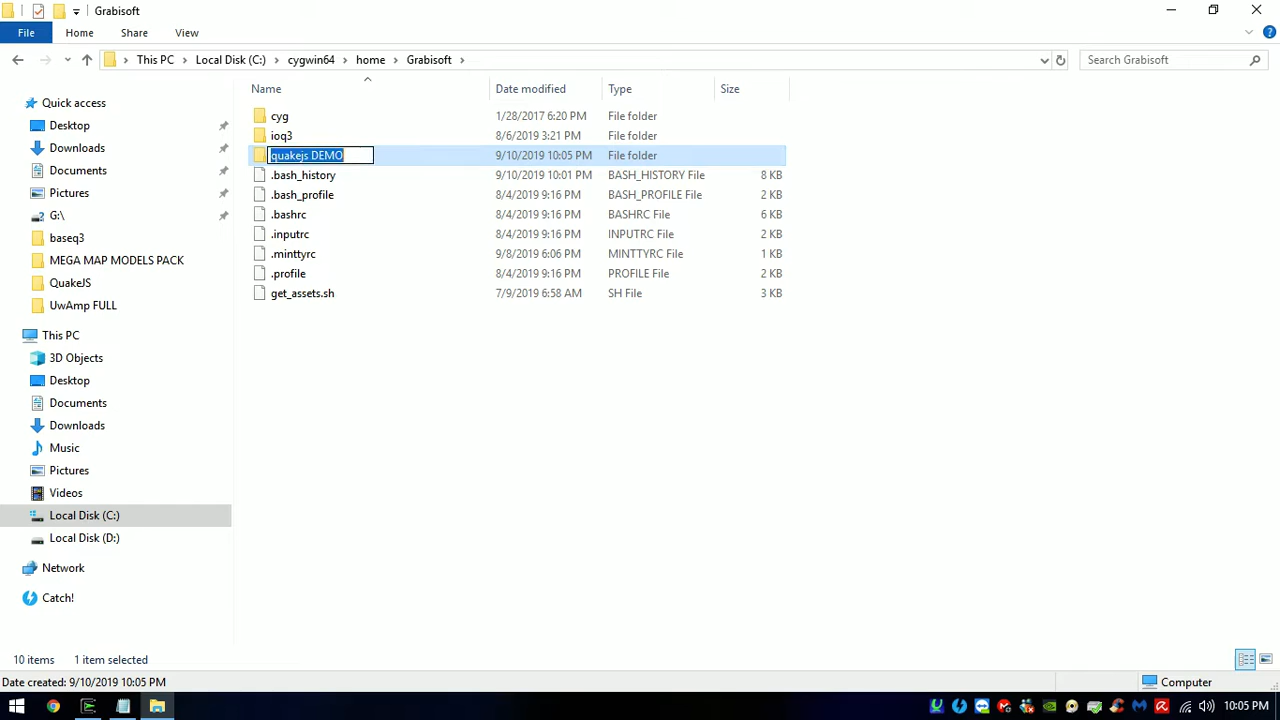 Grabisoft
File Home Share View
This PC Local Disk (C:) cygwin64 home Grabisoft Search Grabisoft
Name Date modified Type Size
Quick access
Desktop
Downloads
Documents
Pictures
G:\
baseq3
MEGA MAP MODELS PACK
QuakeJS
UwAmp FULL
This PC
3D Objects
Desktop
Documents
Downloads
Music
Pictures
Videos
Local Disk (C:)
Local Disk (D:)
Network
Catch!
cyg 1/28/2017 6:20 PM File folder
ioq3 8/6/2019 3:21 PM File folder
quakejs DEMO 9/10/2019 10:05 PM File folder
.bash_history 9/10/2019 10:01 PM BASH_HISTORY File 8 KB
.bash_profile 8/4/2019 9:16 PM BASH_PROFILE File 2 KB
.bashrc 8/4/2019 9:16 PM BASHRC File 6 KB
.inputrc 8/4/2019 9:16 PM INPUTRC File 2 KB
.minttyrc 9/8/2019 6:06 PM MINTTYRC File 1 KB
.profile 8/4/2019 9:16 PM PROFILE File 2 KB
get_assets.sh 7/9/2019 6:58 AM SH File 3 KB
10 items 1 item selected
Date created: 9/10/2019 10:05 PM Computer
10:05 PM